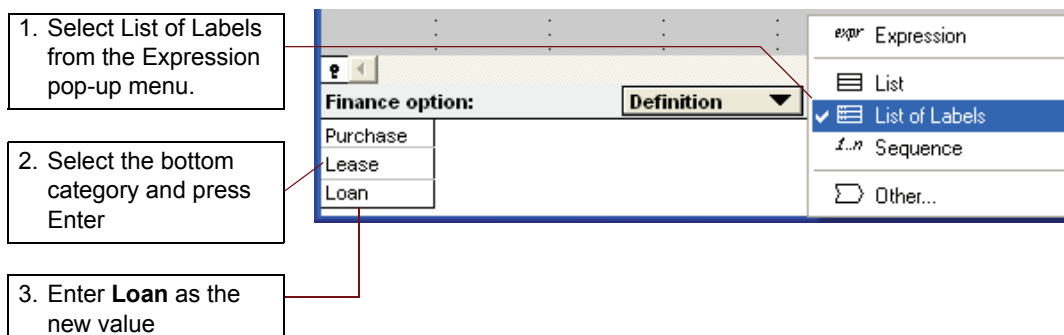 1. Select List of Labels
from the Expression
pop-up menu.
2. Select the bottom
category and press
Enter
3. Enter Loan as the
new value
Finance option:
Definition
Purchase
Lease
Loan
expr Expression
List
List of Labels
1..n Sequence
Other...